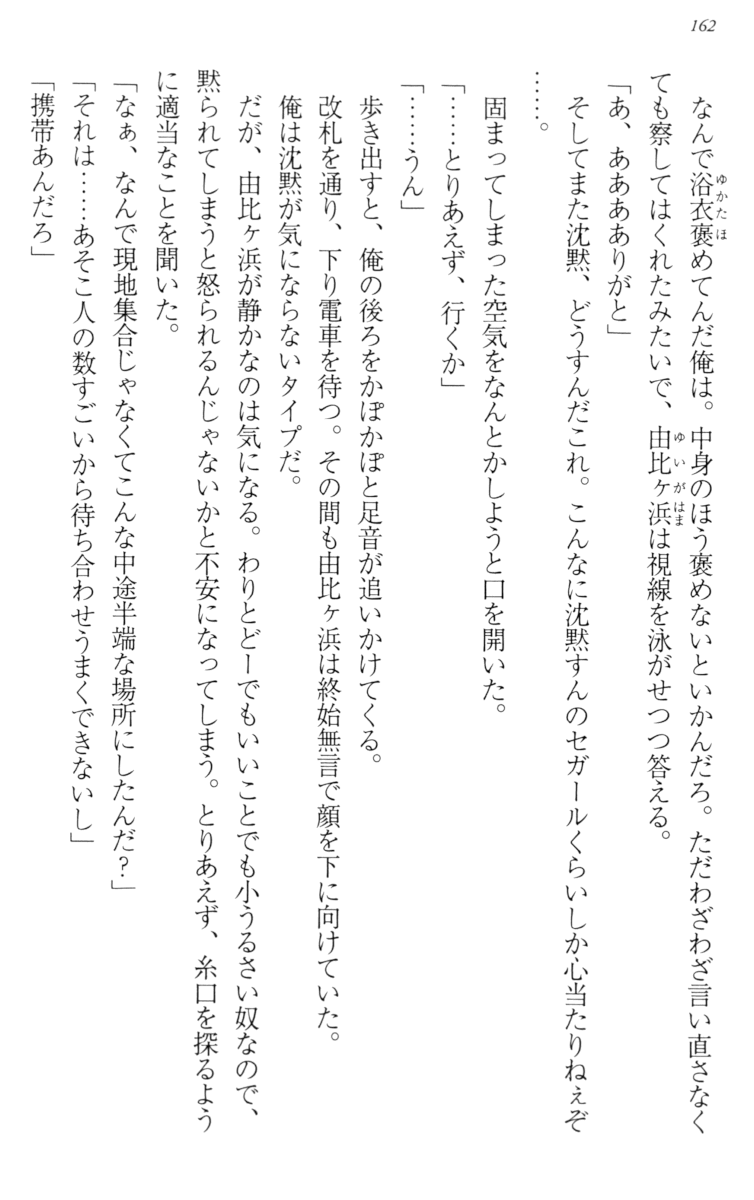 162
なんで浴衣褒めてんだ俺は。中身のほう褒めないといかんだろ。ただわざわざ言い直さなく
ても察してはくれたみたいで、由比ヶ浜は視線を泳がせつつ答える。
「あ、ああああありがと」
そしてまた沈黙、どうすんだこれ。こんなに沈黙すんのセガールくらいしか心当たりねぇぞ
……。
固まってしまった空気をなんとかしようと口を開いた。
「……とりあえず、行くか」
「……うん」
歩き出すと、俺の後ろをかぽかぽと足音が追いかけてくる。
改札を通り、下り電車を待つ。その間も由比ヶ浜は終始無言で顔を下に向けていた。
俺は沈黙が気にならないタイプだ。
だが、由比ヶ浜が静かなのは気になる。わりとどーでもいいことでも小うるさい奴なので、
黙られてしまうと怒られるんじゃないかと不安になってしまう。とりあえず、糸口を探るよう
に適当なことを聞いた。
「なぁ、なんで現地集合じゃなくてこんな中途半端な場所にしたんだ?」
「それは……あそこ人の数すごいから待ち合わせうまくできないし」
「携帯あんだろ」